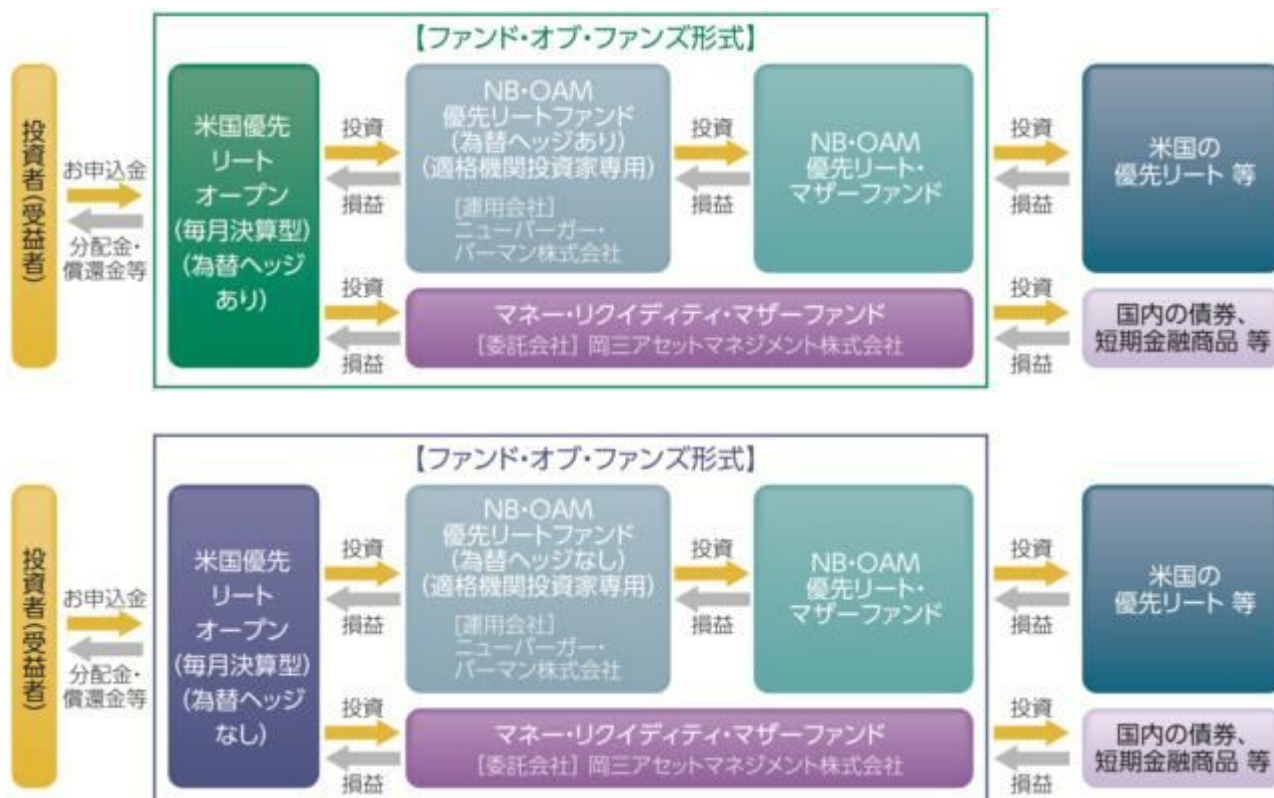 【ファンド・オブ・ファンズ形式】
投資者(受益者)
お申込金
分配金・
償還金等
米国優先
リート
オープン
(毎月決算型)
(為替ヘッジ
あり)
投資
損益
NB・OAM
優先リートファンド
(為替ヘッジあり)
(適格機関投資家専用)
[運用会社]
ニューバーガー・
バーマン株式会社
投資
損益
NB・OAM
優先リート・
マザーファンド
投資
損益
米国の
優先リート 等
投資
損益
マネー・リクイディティ・マザーファンド
[委託会社] 岡三アセットマネジメント株式会社
投資
損益
国内の債券、
短期金融商品 等
【ファンド・オブ・ファンズ形式】
投資者(受益者)
お申込金
分配金・
償還金等
米国優先
リート
オープン
(毎月決算型)
(為替ヘッジ
なし)
投資
損益
NB・OAM
優先リートファンド
(為替ヘッジなし)
(適格機関投資家専用)
[運用会社]
ニューバーガー・
バーマン株式会社
投資
損益
NB・OAM
優先リート・
マザーファンド
投資
損益
米国の
優先リート 等
投資
損益
マネー・リクイディティ・マザーファンド
[委託会社] 岡三アセットマネジメント株式会社
投資
損益
国内の債券、
短期金融商品 等